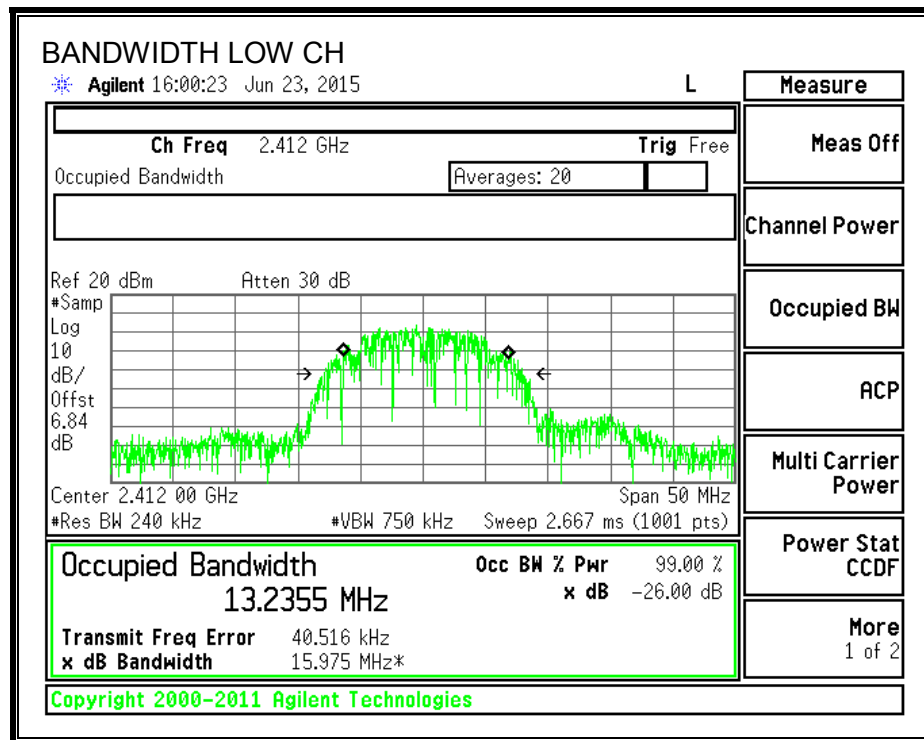 BANDWIDTH LOW CH
Agilent 16:00:23 Jun 23, 2015 L
Measure
Ch Freq 2.412 GHz Trig Free
Meas Off
Occupied Bandwidth Averages: 20
Channel Power
Ref 20 dBm Atten 30 dB
#Samp
Log
10
dB/
Offst
6.84
dB
Occupied BW
ACP
Multi Carrier
Power
Center 2.412 00 GHz Span 50 MHz
#Res BW 240 kHz #VBW 750 kHz Sweep 2.667 ms (1001 pts)
Power Stat
CCDF
Occupied Bandwidth Occ BW % Pwr 99.00 %
13.2355 MHz x dB -26.00 dB
Transmit Freq Error 40.516 kHz
x dB Bandwidth 15.975 MHz*
More
1 of 2
Copyright 2000-2011 Agilent Technologies